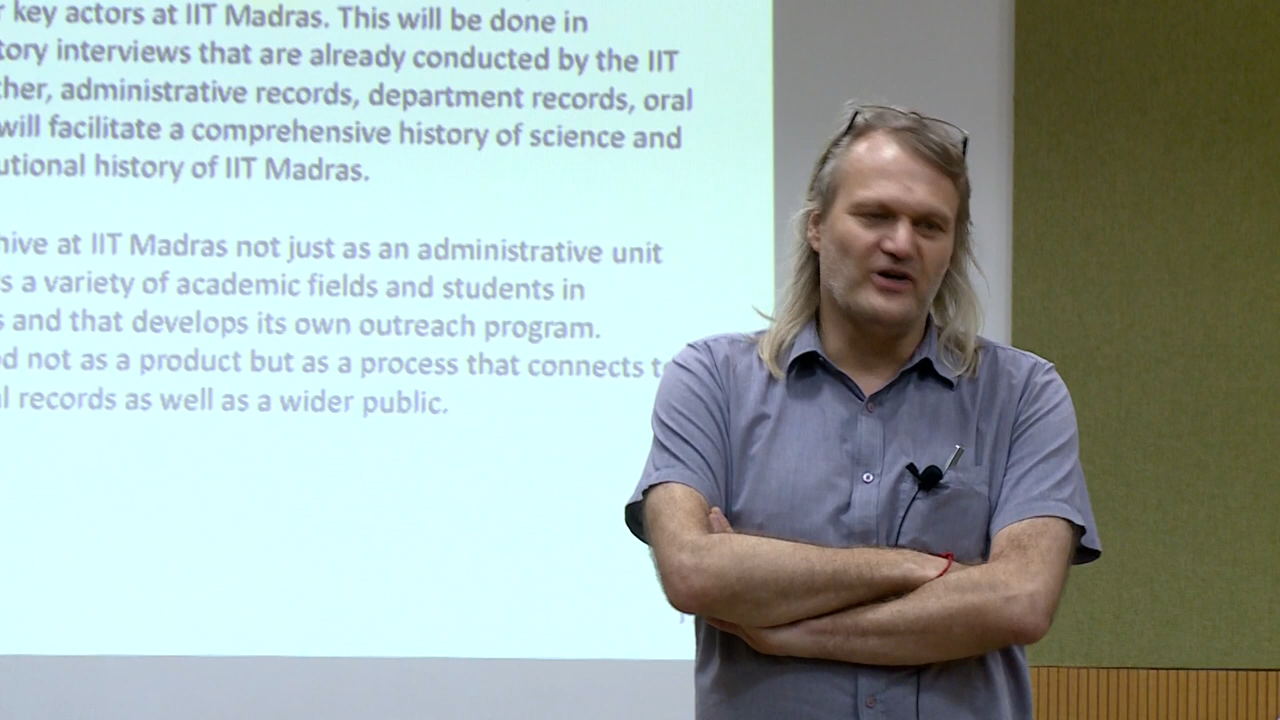 key actors at IIT Madras. This will be done in
tory interviews that are already conducted by the IIT
her, administrative records, department records, oral
will facilitate a comprehensive history of science and
utional history of IIT Madras.
hive at IIT Madras not just as an administrative unit
s a variety of academic fields and students in
s and that develops its own outreach program.
d not as a product but as a process that connects to
l records as well as a wider public.